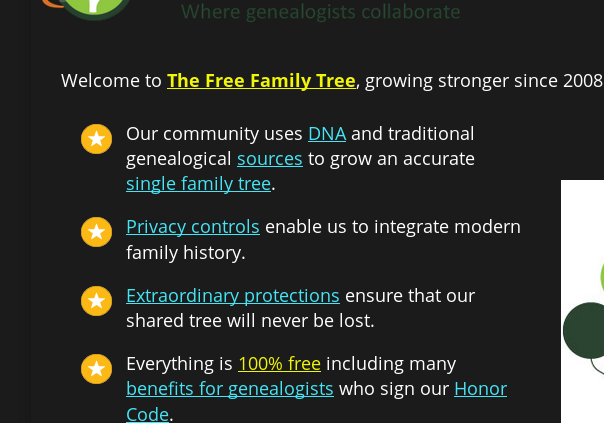 Where genealogists collaborate
Welcome to The Free Family Tree, growing stronger since 2008
Our community uses DNA and traditional
genealogical sources to grow an accurate
single family tree.
Privacy controls enable us to integrate modern
family history.
Extraordinary protections ensure that our
shared tree will never be lost.
Everything is 100% free including many
benefits for genealogists who sign our Honor
Code.